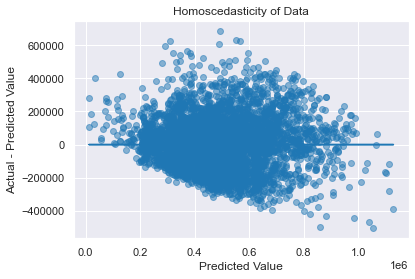 Homoscedasticity of Data
Actual - Predicted Value
600000
400000
200000
0
−200000
−400000
0.0 0.2 0.4 0.6 0.8 1.0
1e6
Predicted Value